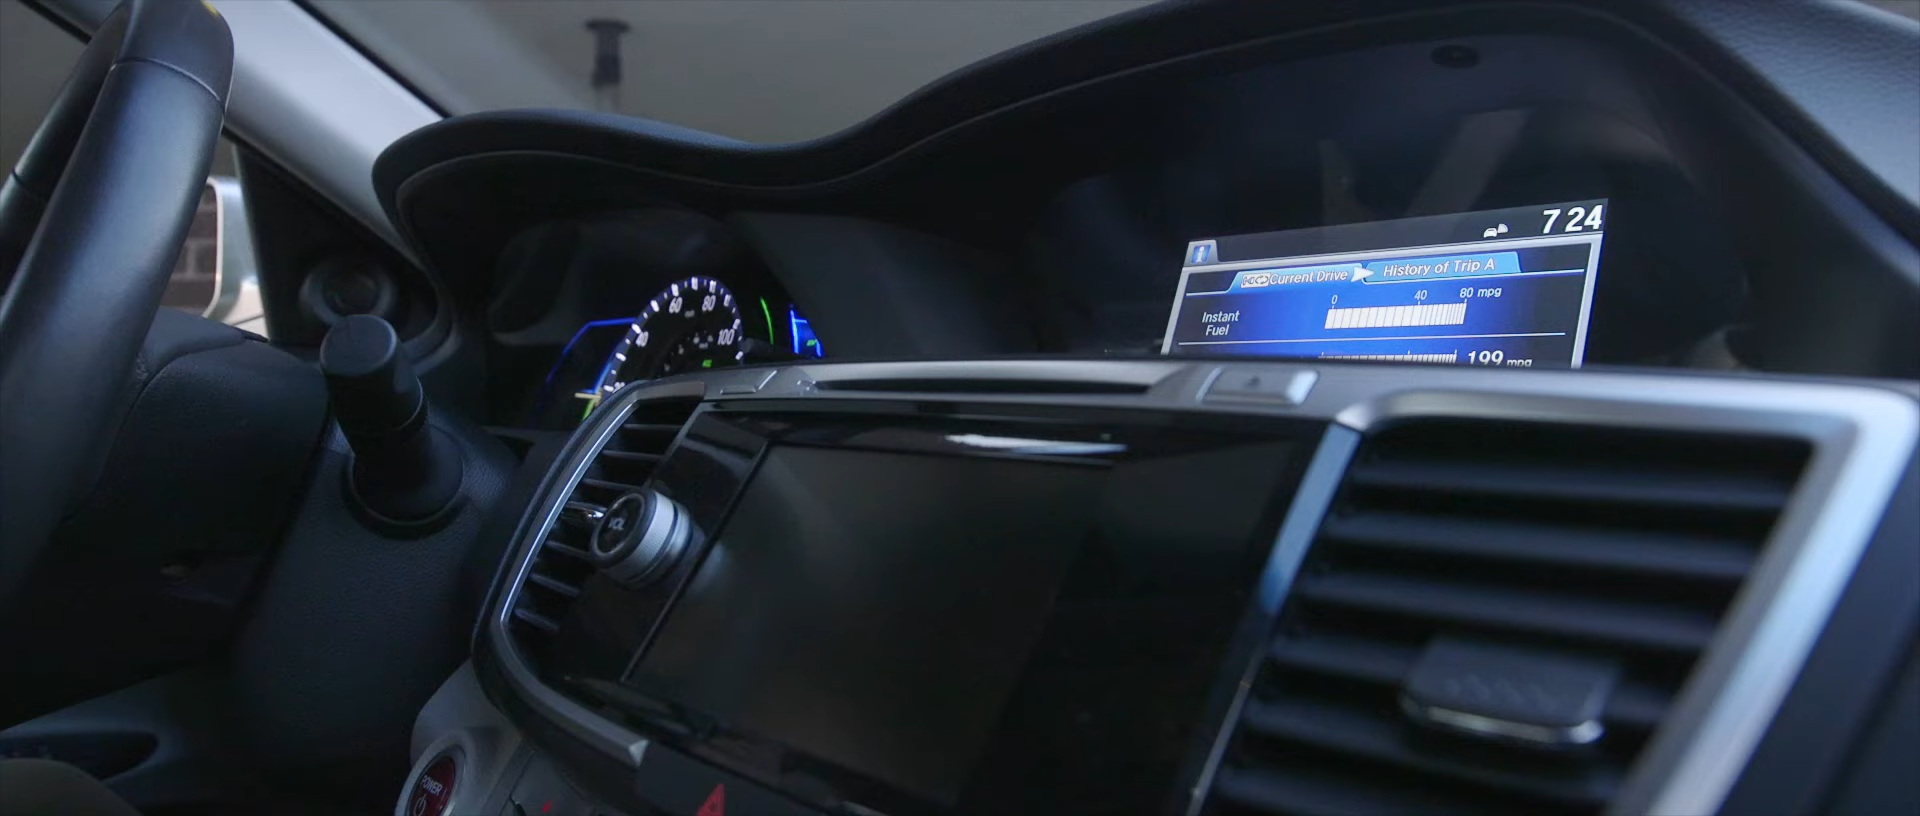 7 24
i
Current Drive History of Trip A
0 40 80 mpg
Instant
Fuel
199 mpg
40 60 80 100
VOL
POWER